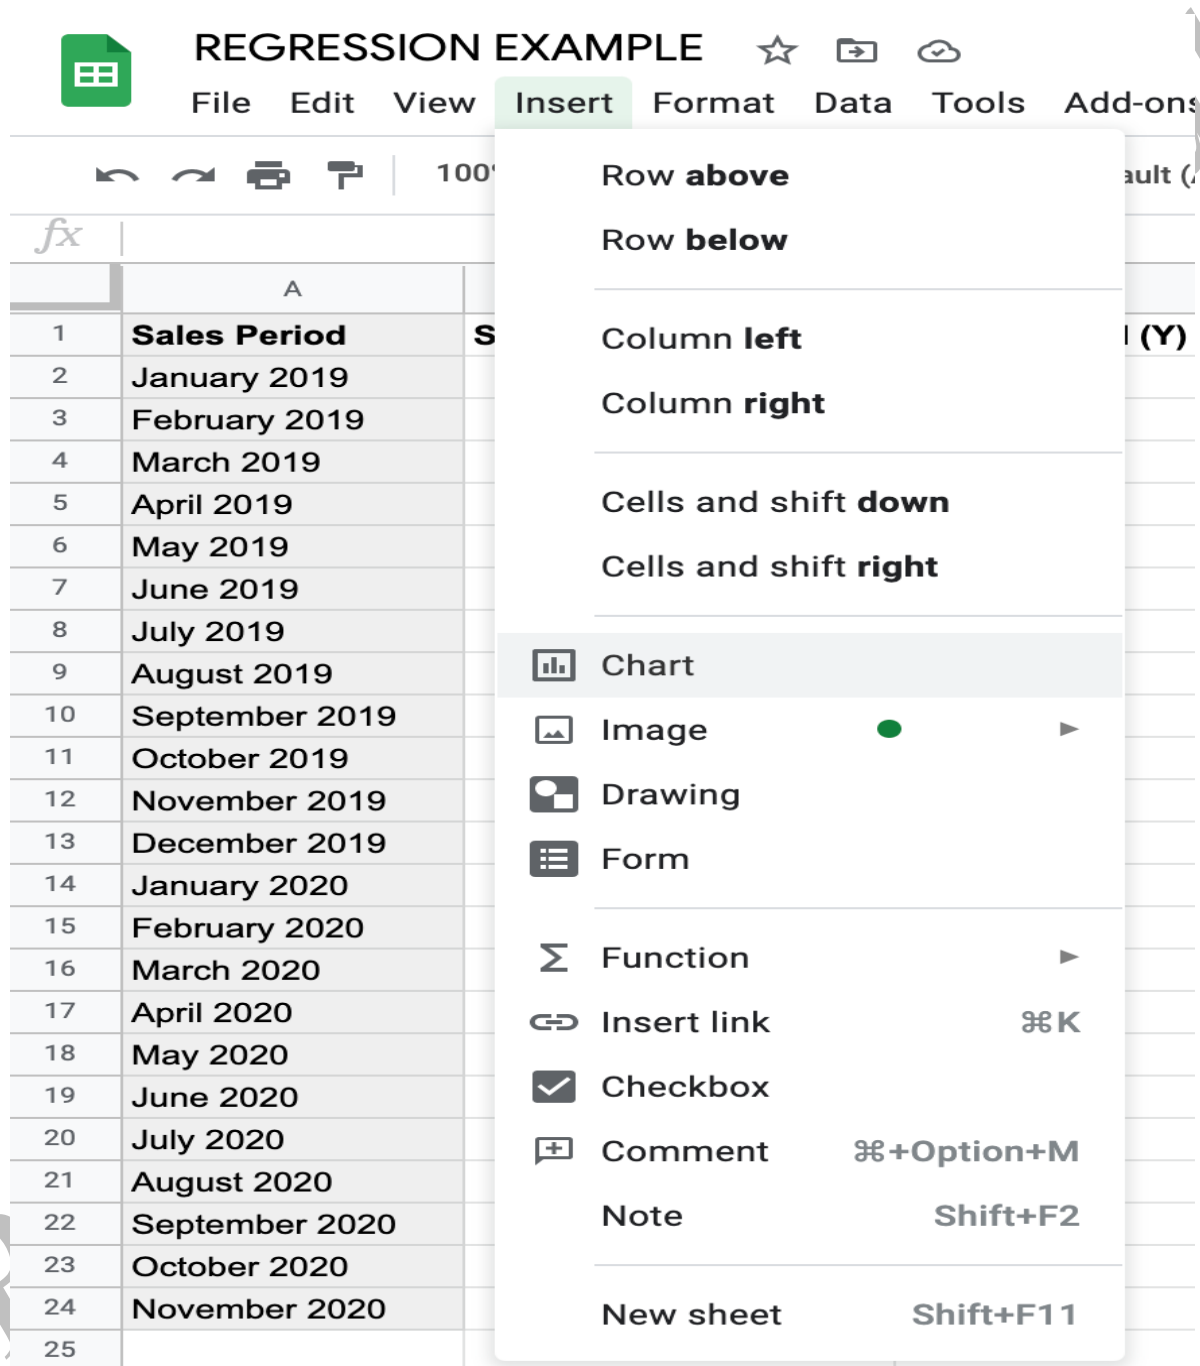 REGRESSION EXAMPLE
File Edit View Insert Format Data Tools Add-ons
100%
fx
A
1 Sales Period (Y)
2 January 2019
3 February 2019
4 March 2019
5 April 2019
6 May 2019
7 June 2019
8 July 2019
9 August 2019
10 September 2019
11 October 2019
12 November 2019
13 December 2019
14 January 2020
15 February 2020
16 March 2020
17 April 2020
18 May 2020
19 June 2020
20 July 2020
21 August 2020
22 September 2020
23 October 2020
24 November 2020
25
Row above
Row below
Column left
Column right
Cells and shift down
Cells and shift right
Chart
Image
Drawing
Form
Function
Insert link ⌘K
Checkbox
Comment ⌘+Option+M
Note Shift+F2
New sheet Shift+F11